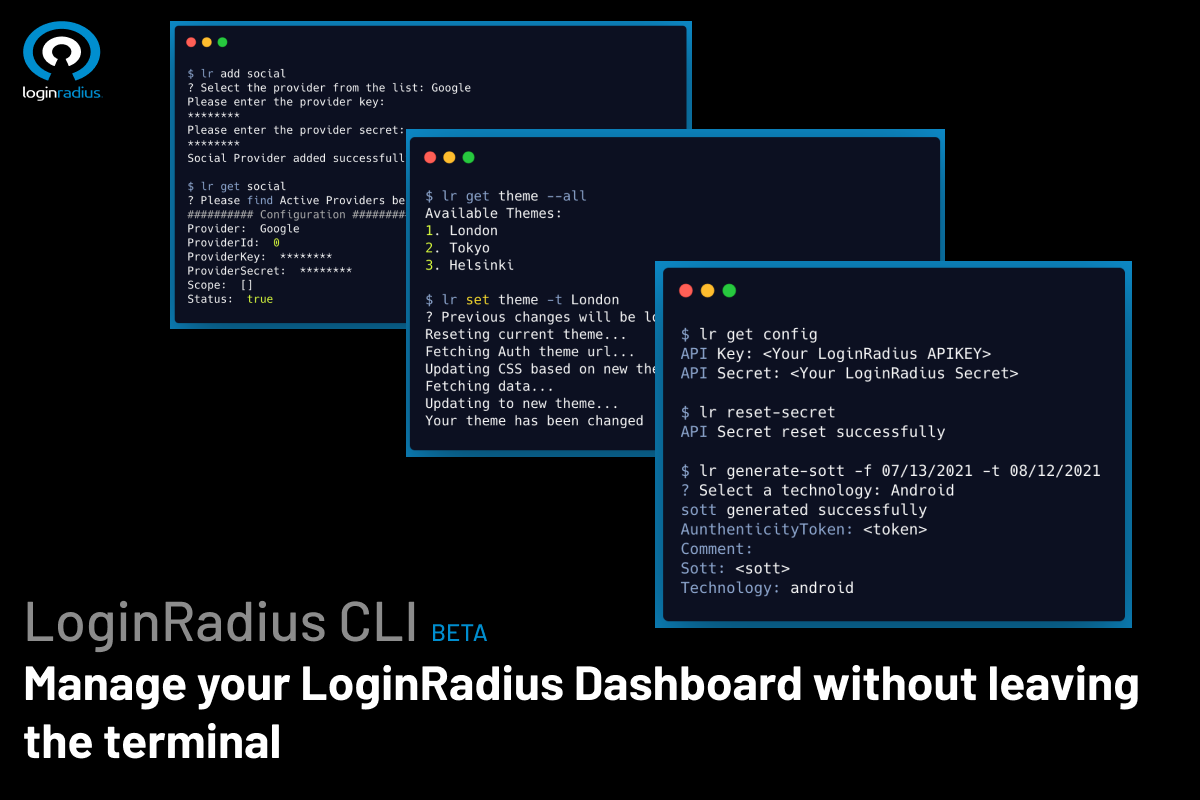 loginradius
$ lr add social
? Select the provider from the list: Google
Please enter the provider key:
********
Please enter the provider secret:
********
Social Provider added successfull
$ lr get social
? Please find Active Providers be
########## Configuration ########
Provider: Google
ProviderId: 0
ProviderKey: ********
ProviderSecret: ********
Scope: []
Status: true
$ lr get theme --all
Available Themes:
1. London
2. Tokyo
3. Helsinki
$ lr set theme -t London
? Previous changes will be lo
Reseting current theme...
Fetching Auth theme url...
Updating CSS based on new the
Fetching data...
Updating to new theme...
Your theme has been changed
$ lr get config
API Key: <Your LoginRadius APIKEY>
API Secret: <Your LoginRadius Secret>
$ lr reset-secret
API Secret reset successfully
$ lr generate-sott -f 07/13/2021 -t 08/12/2021
? Select a technology: Android
sott generated successfully
AunthenticityToken: <token>
Comment:
Sott: <sott>
Technology: android
LoginRadius CLI BETA
Manage your LoginRadius Dashboard without leaving
the terminal